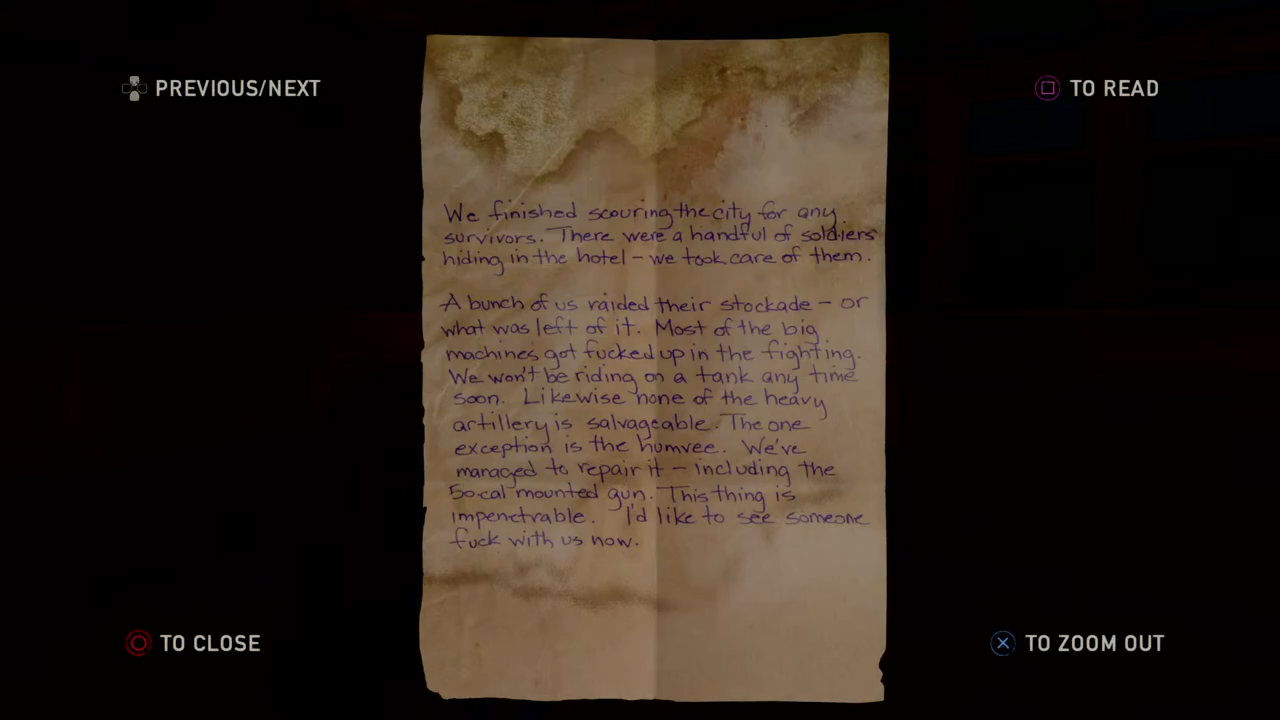 PREVIOUS/NEXT
TO READ
We finished scouring the city for any
survivors. There were a handful of soldiers
hiding in the hotel – we took care of them.
A bunch of us raided their stockade – or
what was left of it. Most of the big
machines got fucked up in the fighting.
We won't be riding on a tank any time
soon. Likewise none of the heavy
artillery is salvageable. The one
exception is the humvee. We've
managed to repair it – including the
50-cal mounted gun. This thing is
impenetrable. I'd like to see someone
fuck with us now.
TO CLOSE
TO ZOOM OUT